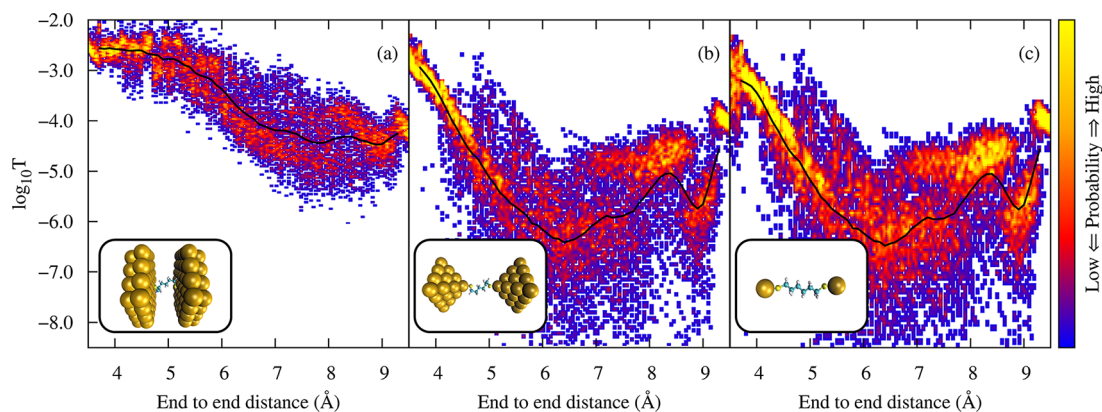 -2.0
-3.0
-4.0
-5.0
-6.0
-7.0
-8.0
log10T
(a)
(b)
(c)
4 5 6 7 8 9
4 5 6 7 8 9
4 5 6 7 8 9
End to end distance (Å)
End to end distance (Å)
End to end distance (Å)
Low ⇐ Probability ⇒ High